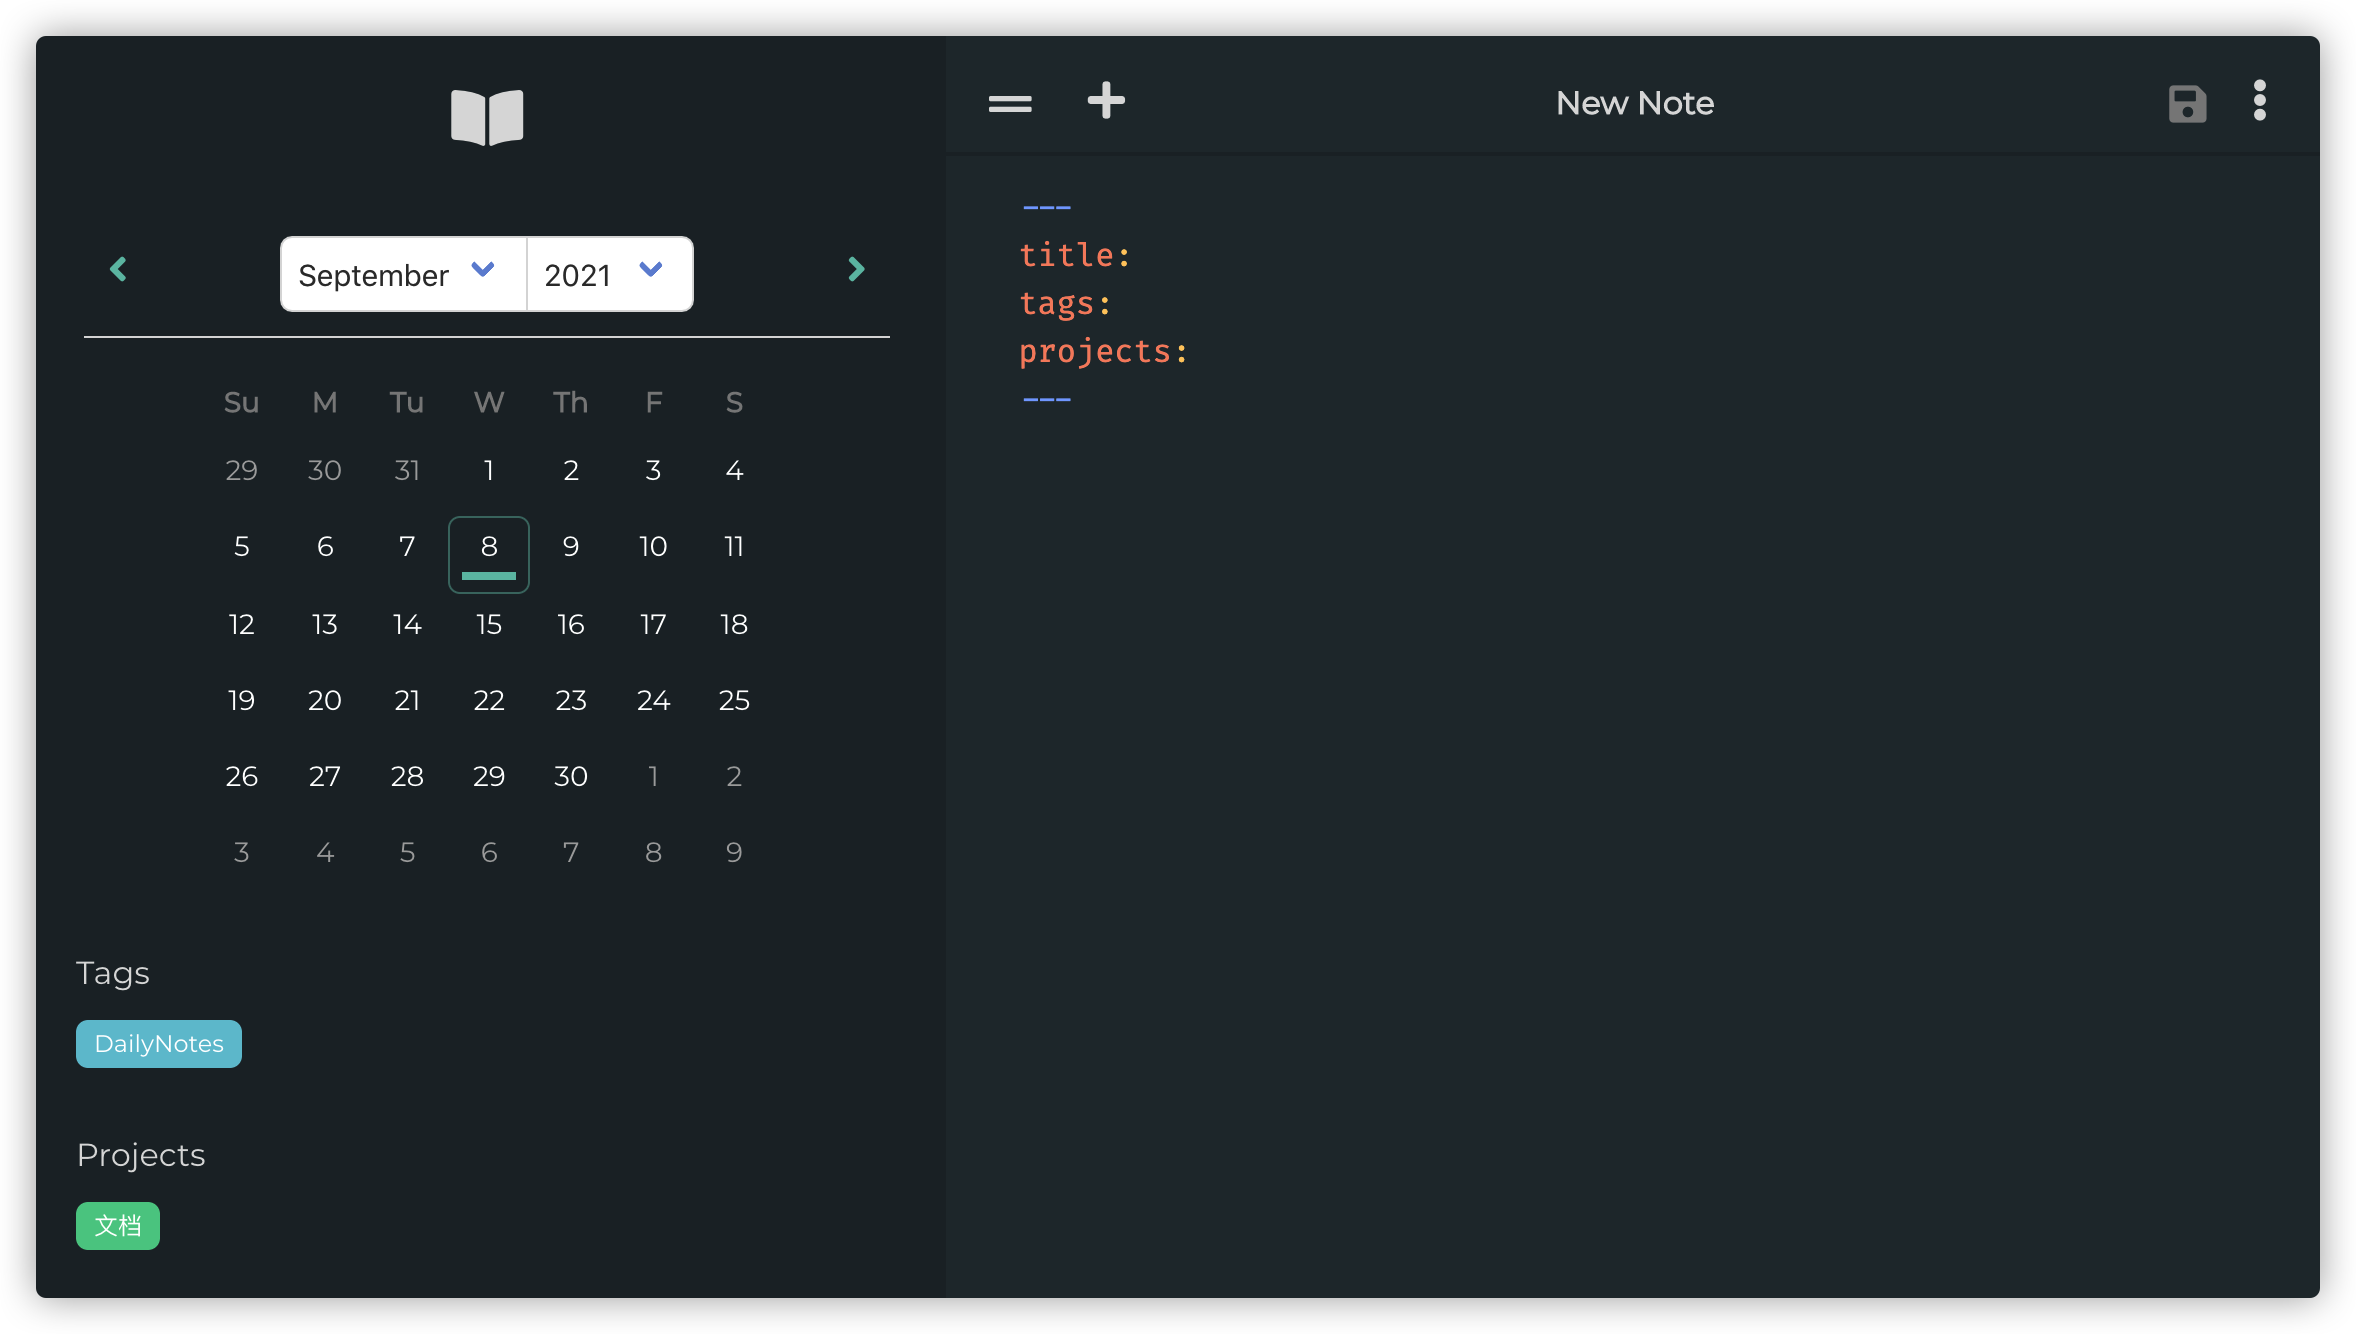 September 2021
Su M Tu W Th F S
29 30 31 1 2 3 4
5 6 7 8 9 10 11
12 13 14 15 16 17 18
19 20 21 22 23 24 25
26 27 28 29 30 1 2
3 4 5 6 7 8 9
Tags
DailyNotes
Projects
文档
New Note
---
title:
tags:
projects:
---